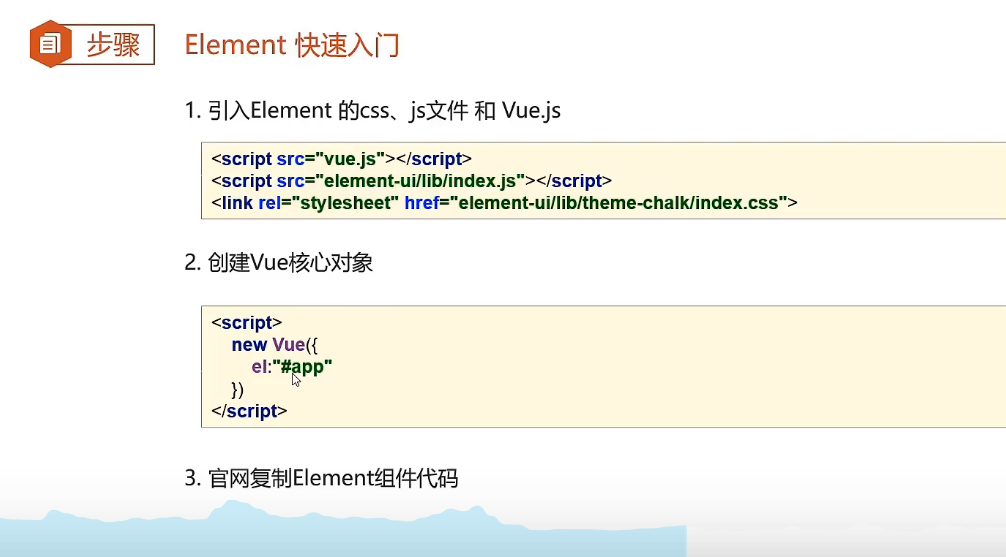 步骤
Element 快速入门
1. 引入Element 的css、js文件 和 Vue.js
<script src="vue.js"></script>
<script src="element-ui/lib/index.js"></script>
<link rel="stylesheet" href="element-ui/lib/theme-chalk/index.css">
2. 创建Vue核心对象
<script>
new Vue({
el:"#app"
})
</script>
3. 官网复制Element组件代码